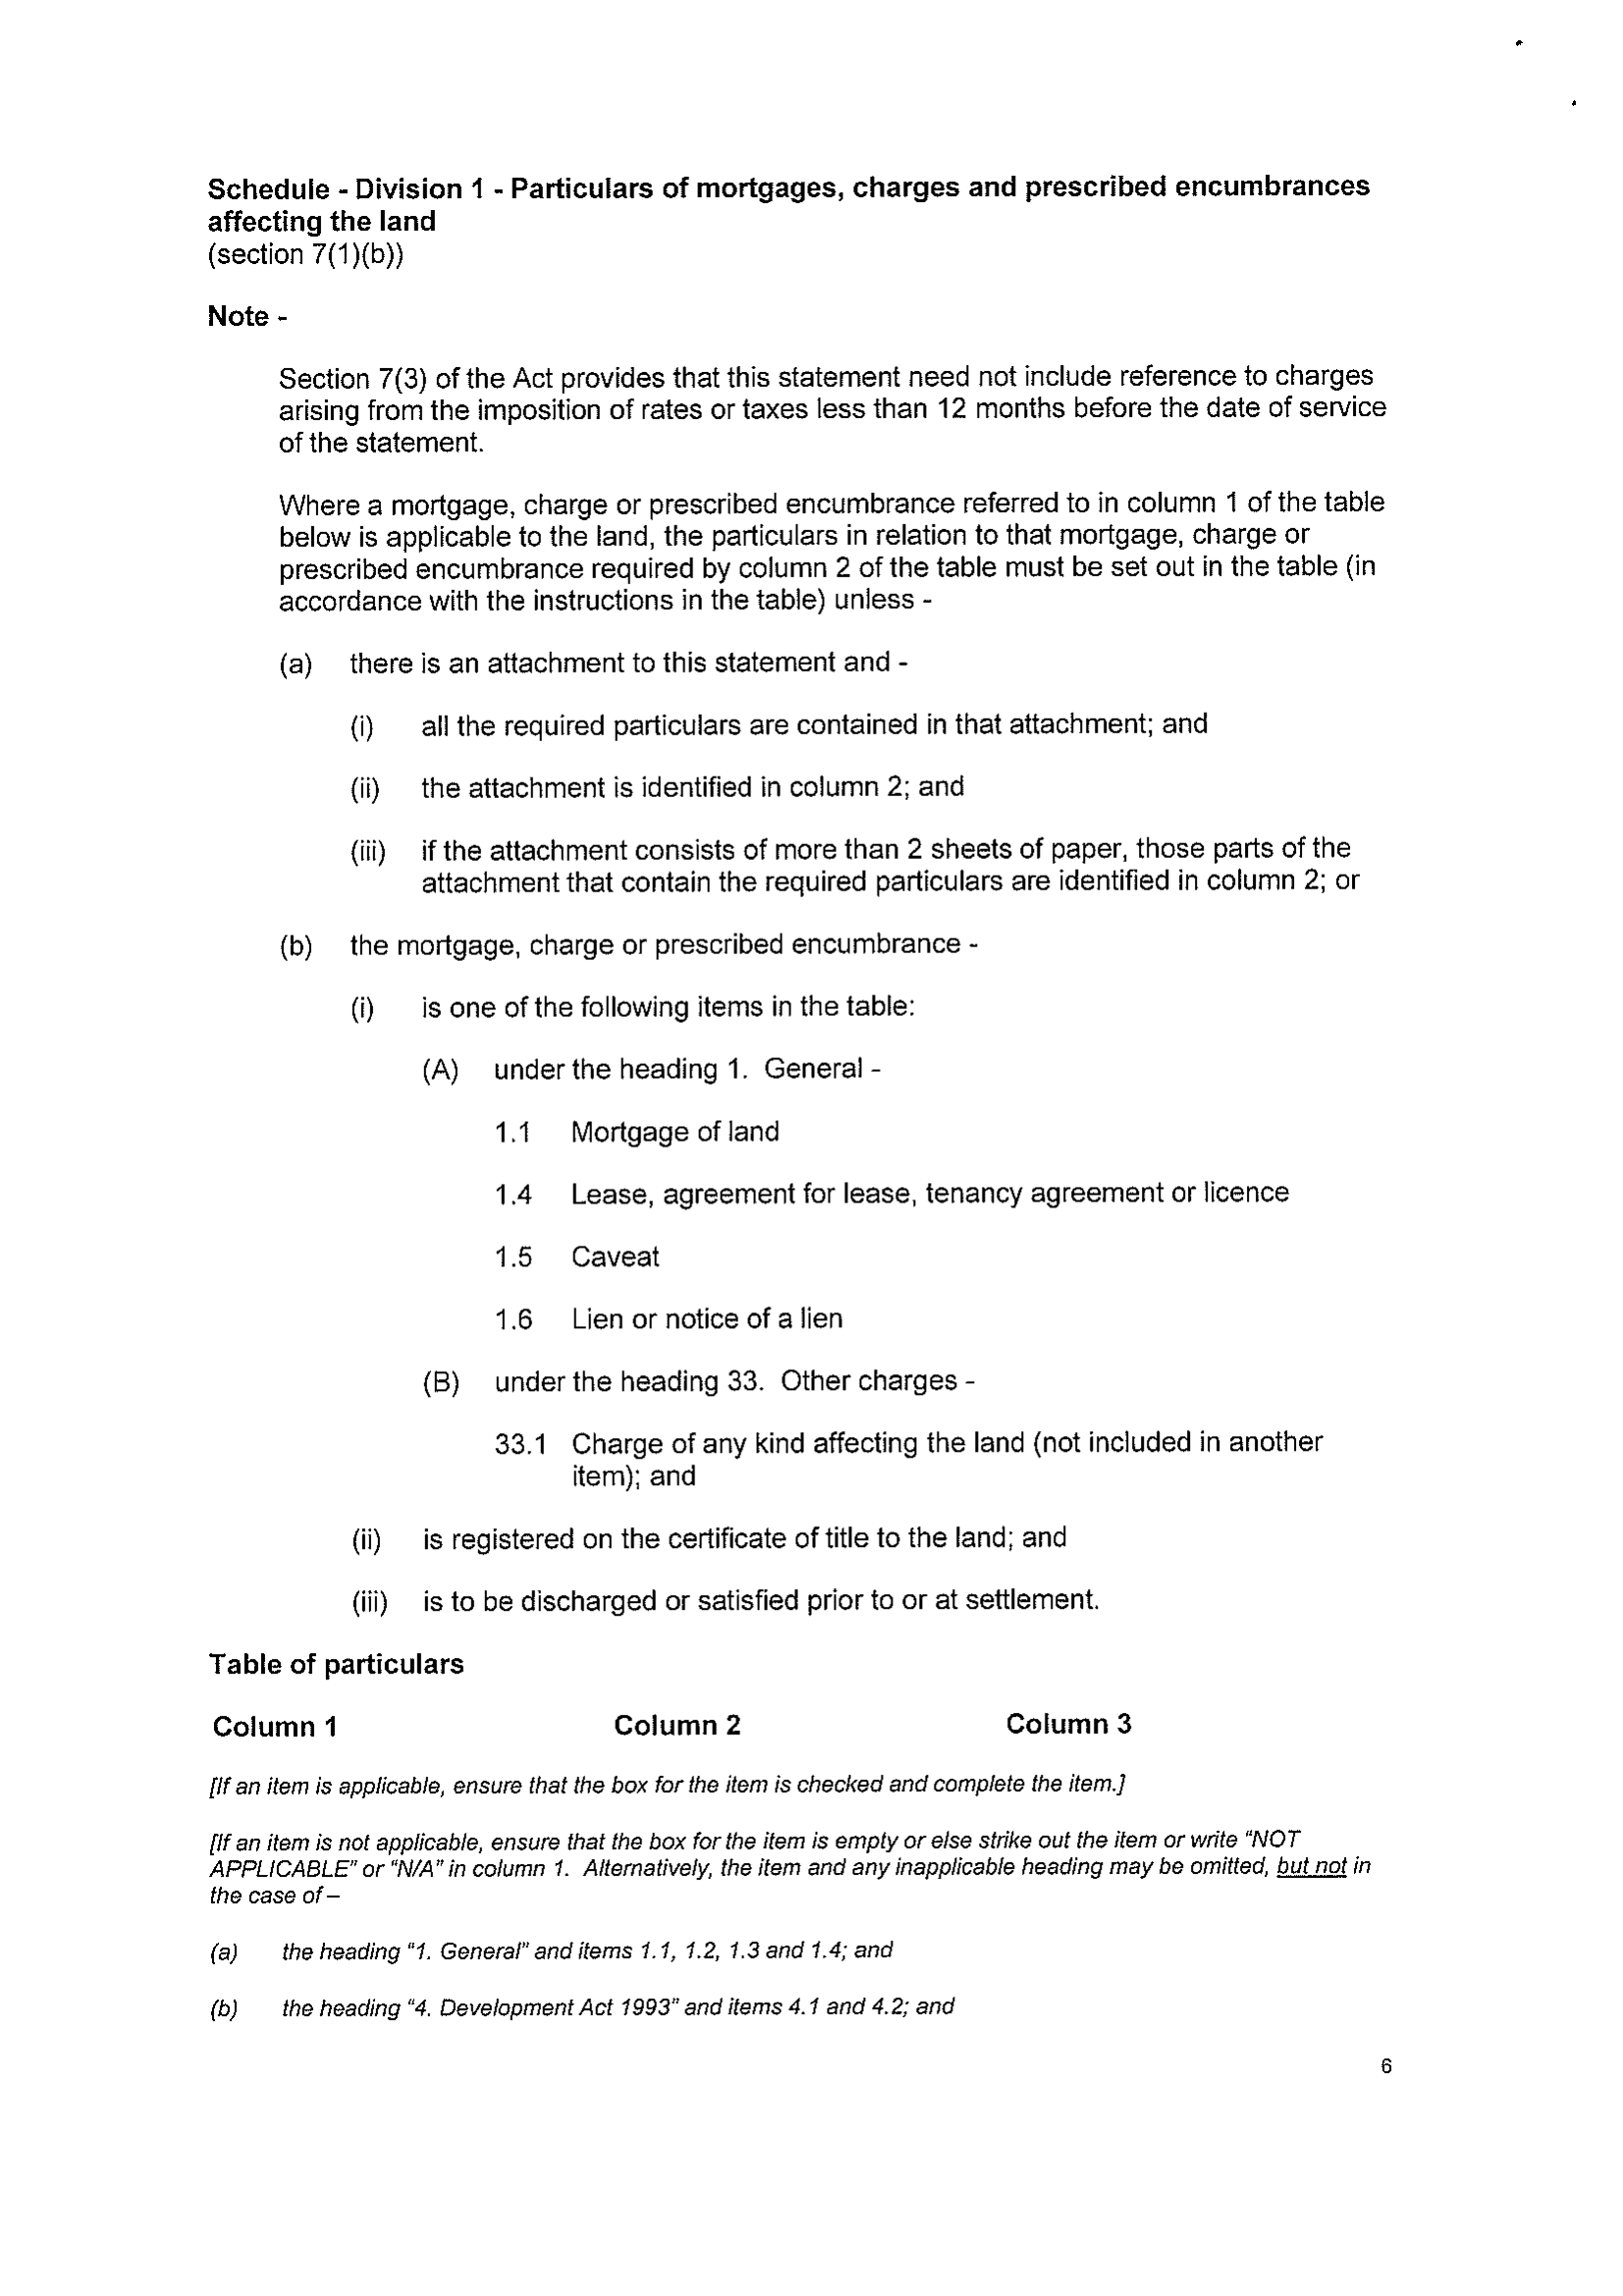 Schedule - Division 1 - Particulars of mortgages, charges and prescribed encumbrances
affecting the land
(section 7(1)(b))
Note -
Section 7(3) of the Act provides that this statement need not include reference to charges
arising from the imposition of rates or taxes less than 12 months before the date of service
of the statement.
Where a mortgage, charge or prescribed encumbrance referred to in column 1 of the table
below is applicable to the land, the particulars in relation to that mortgage, charge or
prescribed encumbrance required by column 2 of the table must be set out in the table (in
accordance with the instructions in the table) unless -
(a) there is an attachment to this statement and -
(i) all the required particulars are contained in that attachment; and
(ii) the attachment is identified in column 2; and
(iii) if the attachment consists of more than 2 sheets of paper, those parts of the
attachment that contain the required particulars are identified in column 2; or
(b) the mortgage, charge or prescribed encumbrance -
(i) is one of the following items in the table:
(A) under the heading 1. General -
1.1 Mortgage of land
1.4 Lease, agreement for lease, tenancy agreement or licence
1.5 Caveat
1.6 Lien or notice of a lien
(B) under the heading 33. Other charges -
33.1 Charge of any kind affecting the land (not included in another
item); and
(ii) is registered on the certificate of title to the land; and
(iii) is to be discharged or satisfied prior to or at settlement.
Table of particulars
Column 1 Column 2 Column 3
[If an item is applicable, ensure that the box for the item is checked and complete the item.]
[If an item is not applicable, ensure that the box for the item is empty or else strike out the item or write "NOT
APPLICABLE" or "N/A" in column 1. Alternatively, the item and any inapplicable heading may be omitted, but not in
the case of –
(a) the heading "1. General" and items 1.1, 1.2, 1.3 and 1.4; and
(b) the heading "4. Development Act 1993" and items 4.1 and 4.2; and
6